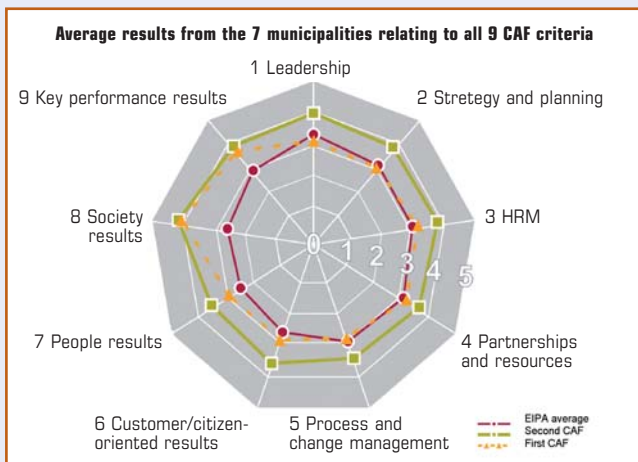 Average results from the 7 municipalities relating to all 9 CAF criteria
1 Leadership
9 Key performance results
2 Stretegy and planning
8 Society
results
3 HRM
0 1 2 3 4 5
7 People results
4 Partnerships
and resources
6 Customer/citizen-
oriented results
5 Process and
change management
EIPA average
Second CAF
First CAF